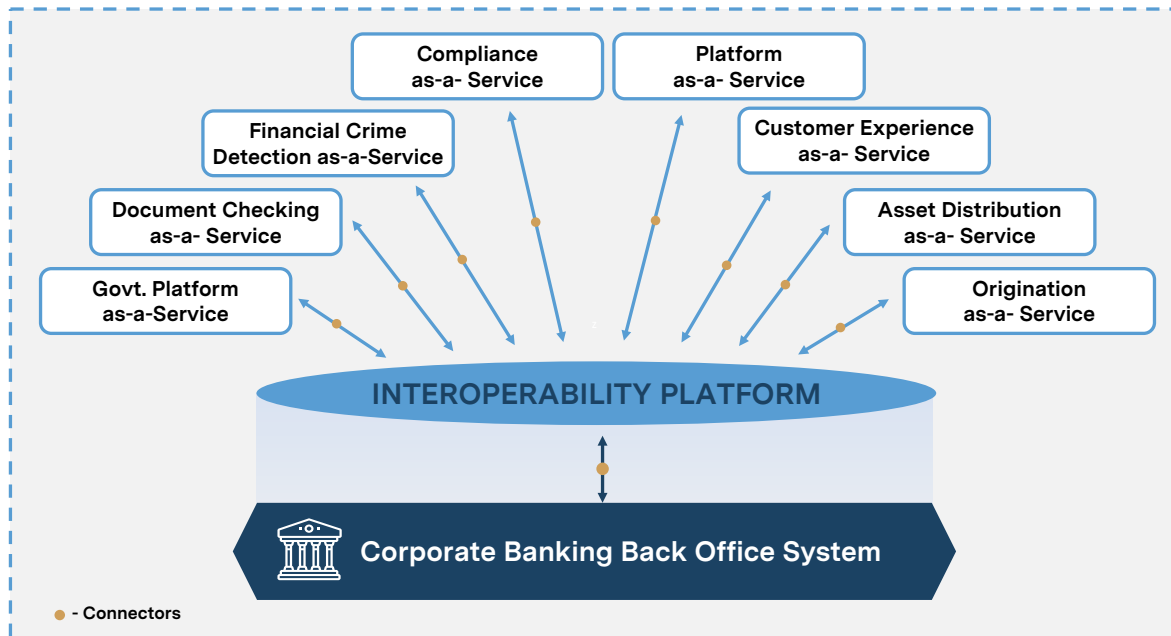 Compliance
as-a- Service
Platform
as-a- Service
Financial Crime
Detection as-a-Service
Customer Experience
as-a- Service
Document Checking
as-a- Service
Asset Distribution
as-a- Service
Govt. Platform
as-a-Service
Origination
as-a- Service
INTEROPERABILITY PLATFORM
Corporate Banking Back Office System
- Connectors